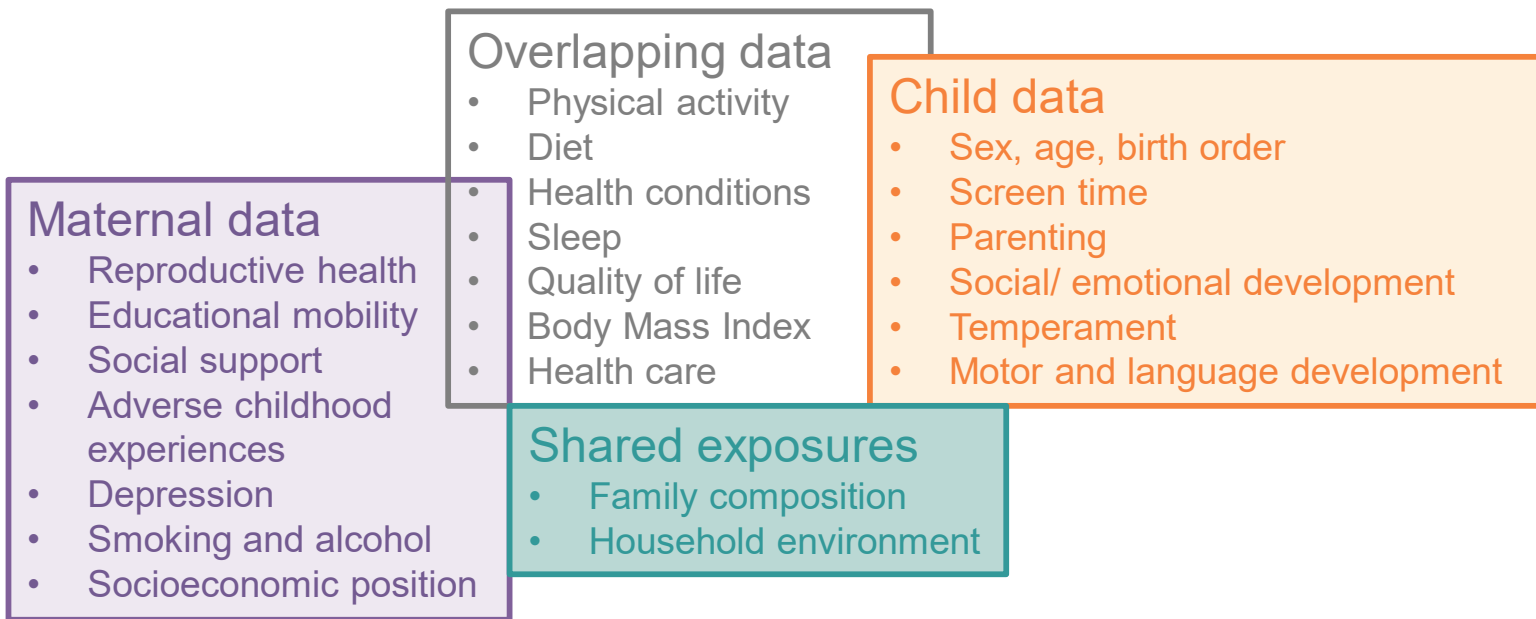 Overlapping data
• Physical activity
• Diet
• Health conditions
• Sleep
• Quality of life
• Body Mass Index
• Health care
Child data
• Sex, age, birth order
• Screen time
• Parenting
• Social/ emotional development
• Temperament
• Motor and language development
Maternal data
• Reproductive health
• Educational mobility
• Social support
• Adverse childhood
experiences
• Depression
• Smoking and alcohol
• Socioeconomic position
Shared exposures
• Family composition
• Household environment